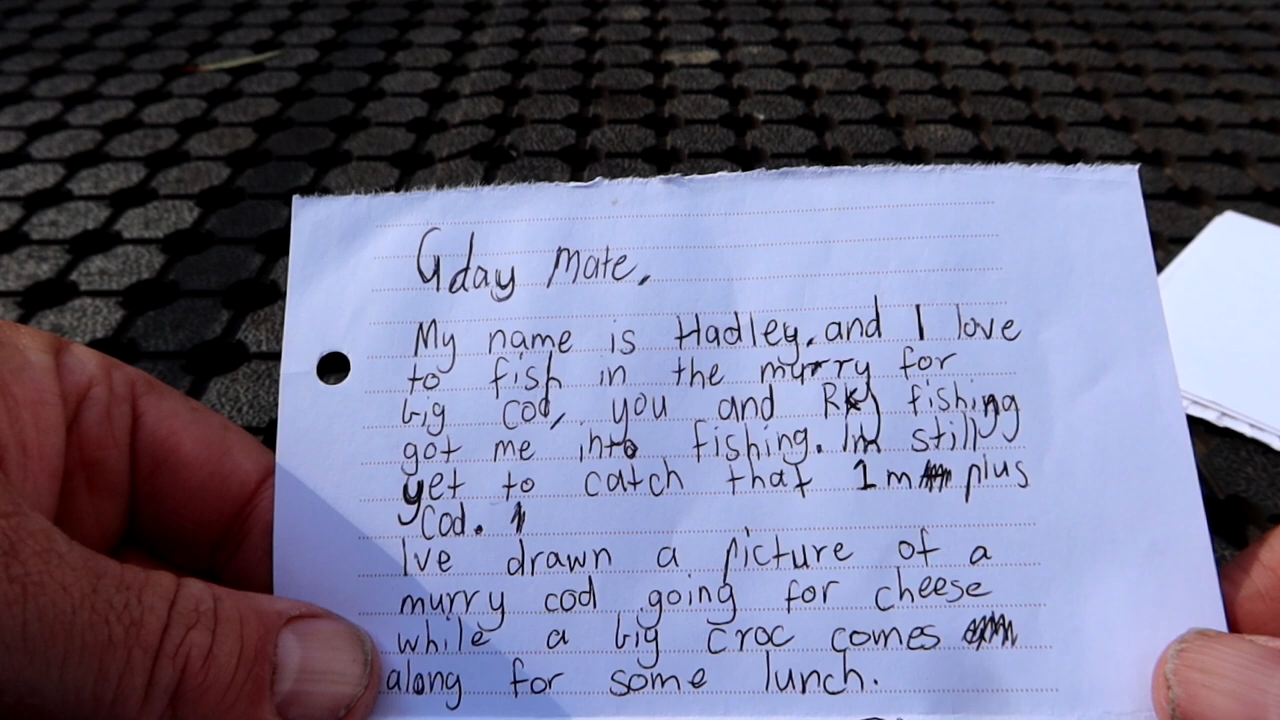 Gday Mate,
My name is Hadley, and I love
to fish in the murry for
big cod, you and Rkj fishing
got me into fishing. Im still
yet to catch that 1m plus
Cod.
Ive drawn a picture of a
murry cod going for cheese
while a big croc comes
along for some lunch.